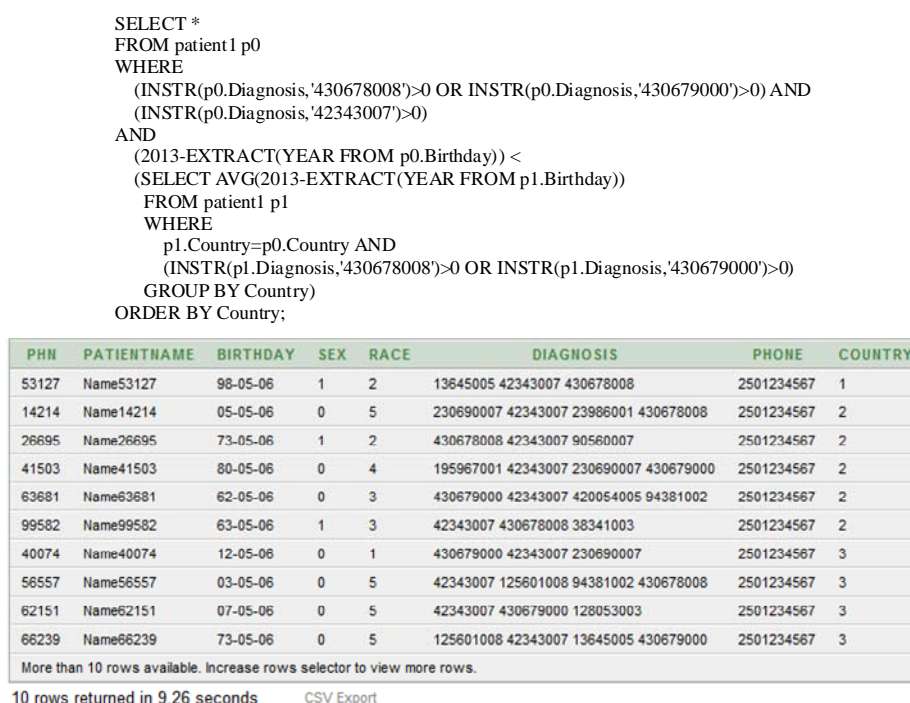 SELECT *
FROM patient1 p0
WHERE
(INSTR(p0.Diagnosis,'430678008')>0 OR INSTR(p0.Diagnosis,'430679000')>0) AND
(INSTR(p0.Diagnosis,'42343007')>0)
AND
(2013-EXTRACT(YEAR FROM p0.Birthday)) <
(SELECT AVG(2013-EXTRACT(YEAR FROM p1.Birthday))
FROM patient1 p1
WHERE
p1.Country=p0.Country AND
(INSTR(p1.Diagnosis,'430678008')>0 OR INSTR(p1.Diagnosis,'430679000')>0)
GROUP BY Country)
ORDER BY Country;
PHN PATIENTNAME BIRTHDAY SEX RACE DIAGNOSIS PHONE COUNTRY
53127 Name53127 98-05-06 1 2 13645005 42343007 430678008 2501234567 1
14214 Name14214 05-05-06 0 5 230690007 42343007 23986001 430678008 2501234567 2
26695 Name26695 73-05-06 1 2 430678008 42343007 90560007 2501234567 2
41503 Name41503 80-05-06 0 4 195967001 42343007 230690007 430679000 2501234567 2
63681 Name63681 62-05-06 0 3 430679000 42343007 420054005 94381002 2501234567 2
99582 Name99582 63-05-06 1 3 42343007 430678008 38341003 2501234567 2
40074 Name40074 12-05-06 0 1 430679000 42343007 230690007 2501234567 3
56557 Name56557 03-05-06 0 5 42343007 125601008 94381002 430678008 2501234567 3
62151 Name62151 07-05-06 0 5 42343007 430679000 128053003 2501234567 3
66239 Name66239 73-05-06 0 5 125601008 42343007 13645005 430679000 2501234567 3
More than 10 rows available. Increase rows selector to view more rows.
10 rows returned in 9.26 seconds CSV Export